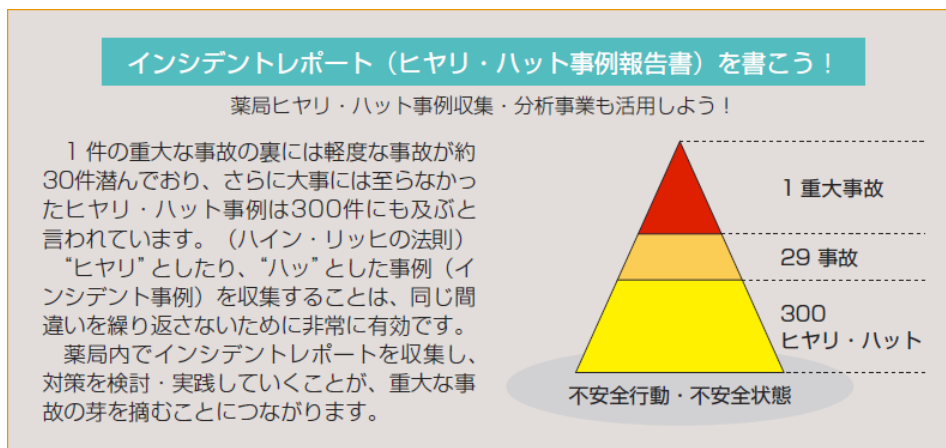 インシデントレポート（ヒヤリ・ハット事例報告書）を書こう！
薬局ヒヤリ・ハット事例収集・分析事業も活用しよう！
１件の重大な事故の裏には軽度な事故が約
30件潜んでおり、さらに大事には至らなかっ
たヒヤリ・ハット事例は300件にも及ぶと
言われています。（ハイン・リッヒの法則）
“ヒヤリ”としたり、“ハッ”とした事例（イ
ンシデント事例）を収集することは、同じ間
違いを繰り返さないために非常に有効です。
薬局内でインシデントレポートを収集し、
対策を検討・実践していくことが、重大な事
故の芽を摘むことにつながります。
1 重大事故
29 事故
300
ヒヤリ・ハット
不安全行動・不安全状態